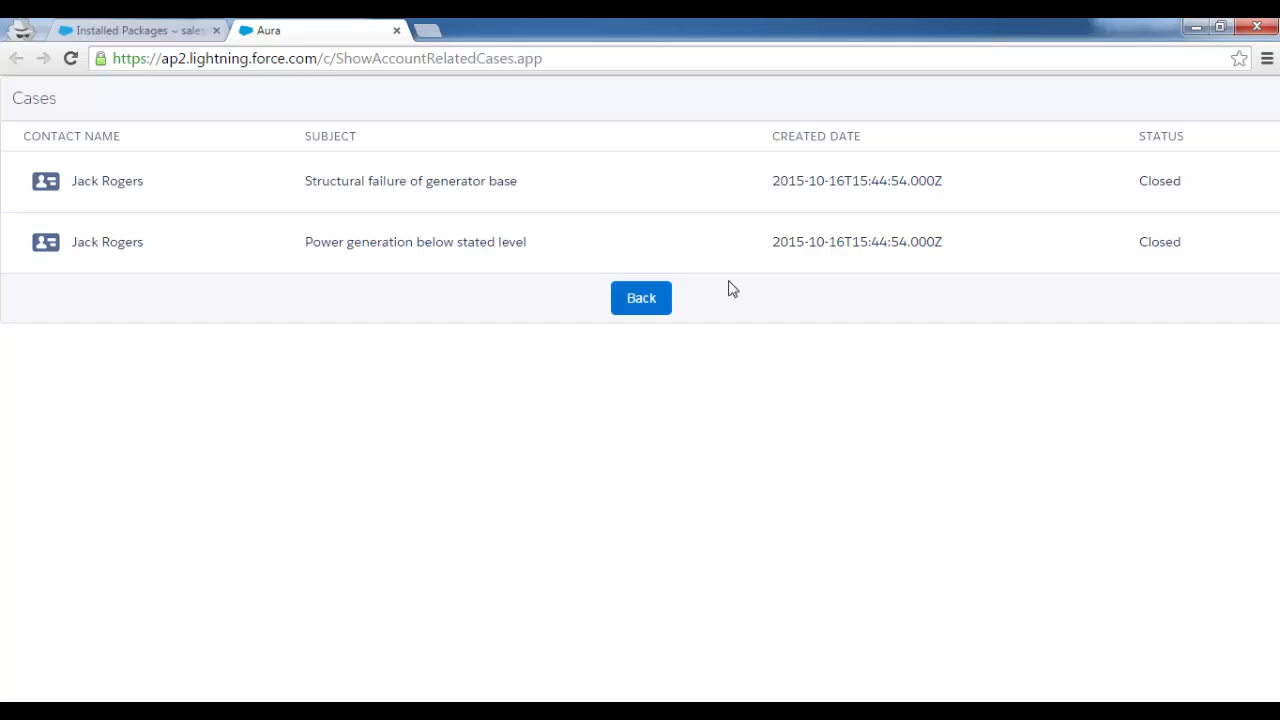 Installed Packages ~ sales
Aura
https://ap2.lightning.force.com/c/ShowAccountRelatedCases.app
Cases
CONTACT NAME SUBJECT CREATED DATE STATUS
Jack Rogers Structural failure of generator base 2015-10-16T15:44:54.000Z Closed
Jack Rogers Power generation below stated level 2015-10-16T15:44:54.000Z Closed
Back